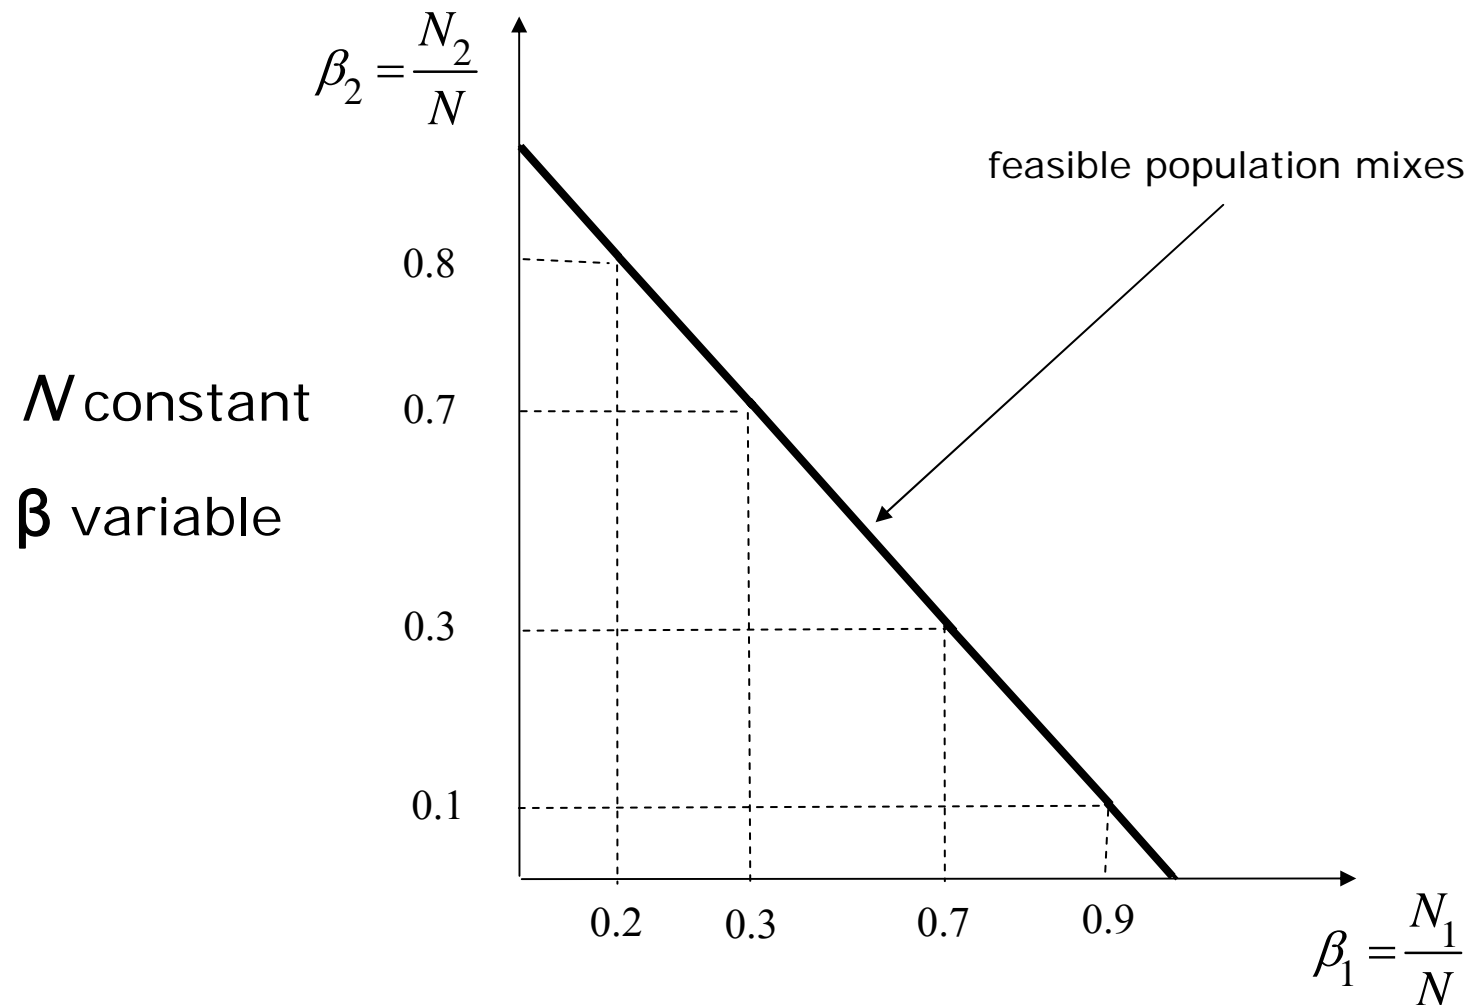 β₂ = N₂/N
feasible population mixes
0.8
N constant
0.7
β variable
0.3
0.1
0.2 0.3 0.7 0.9
β₁ = N₁/N